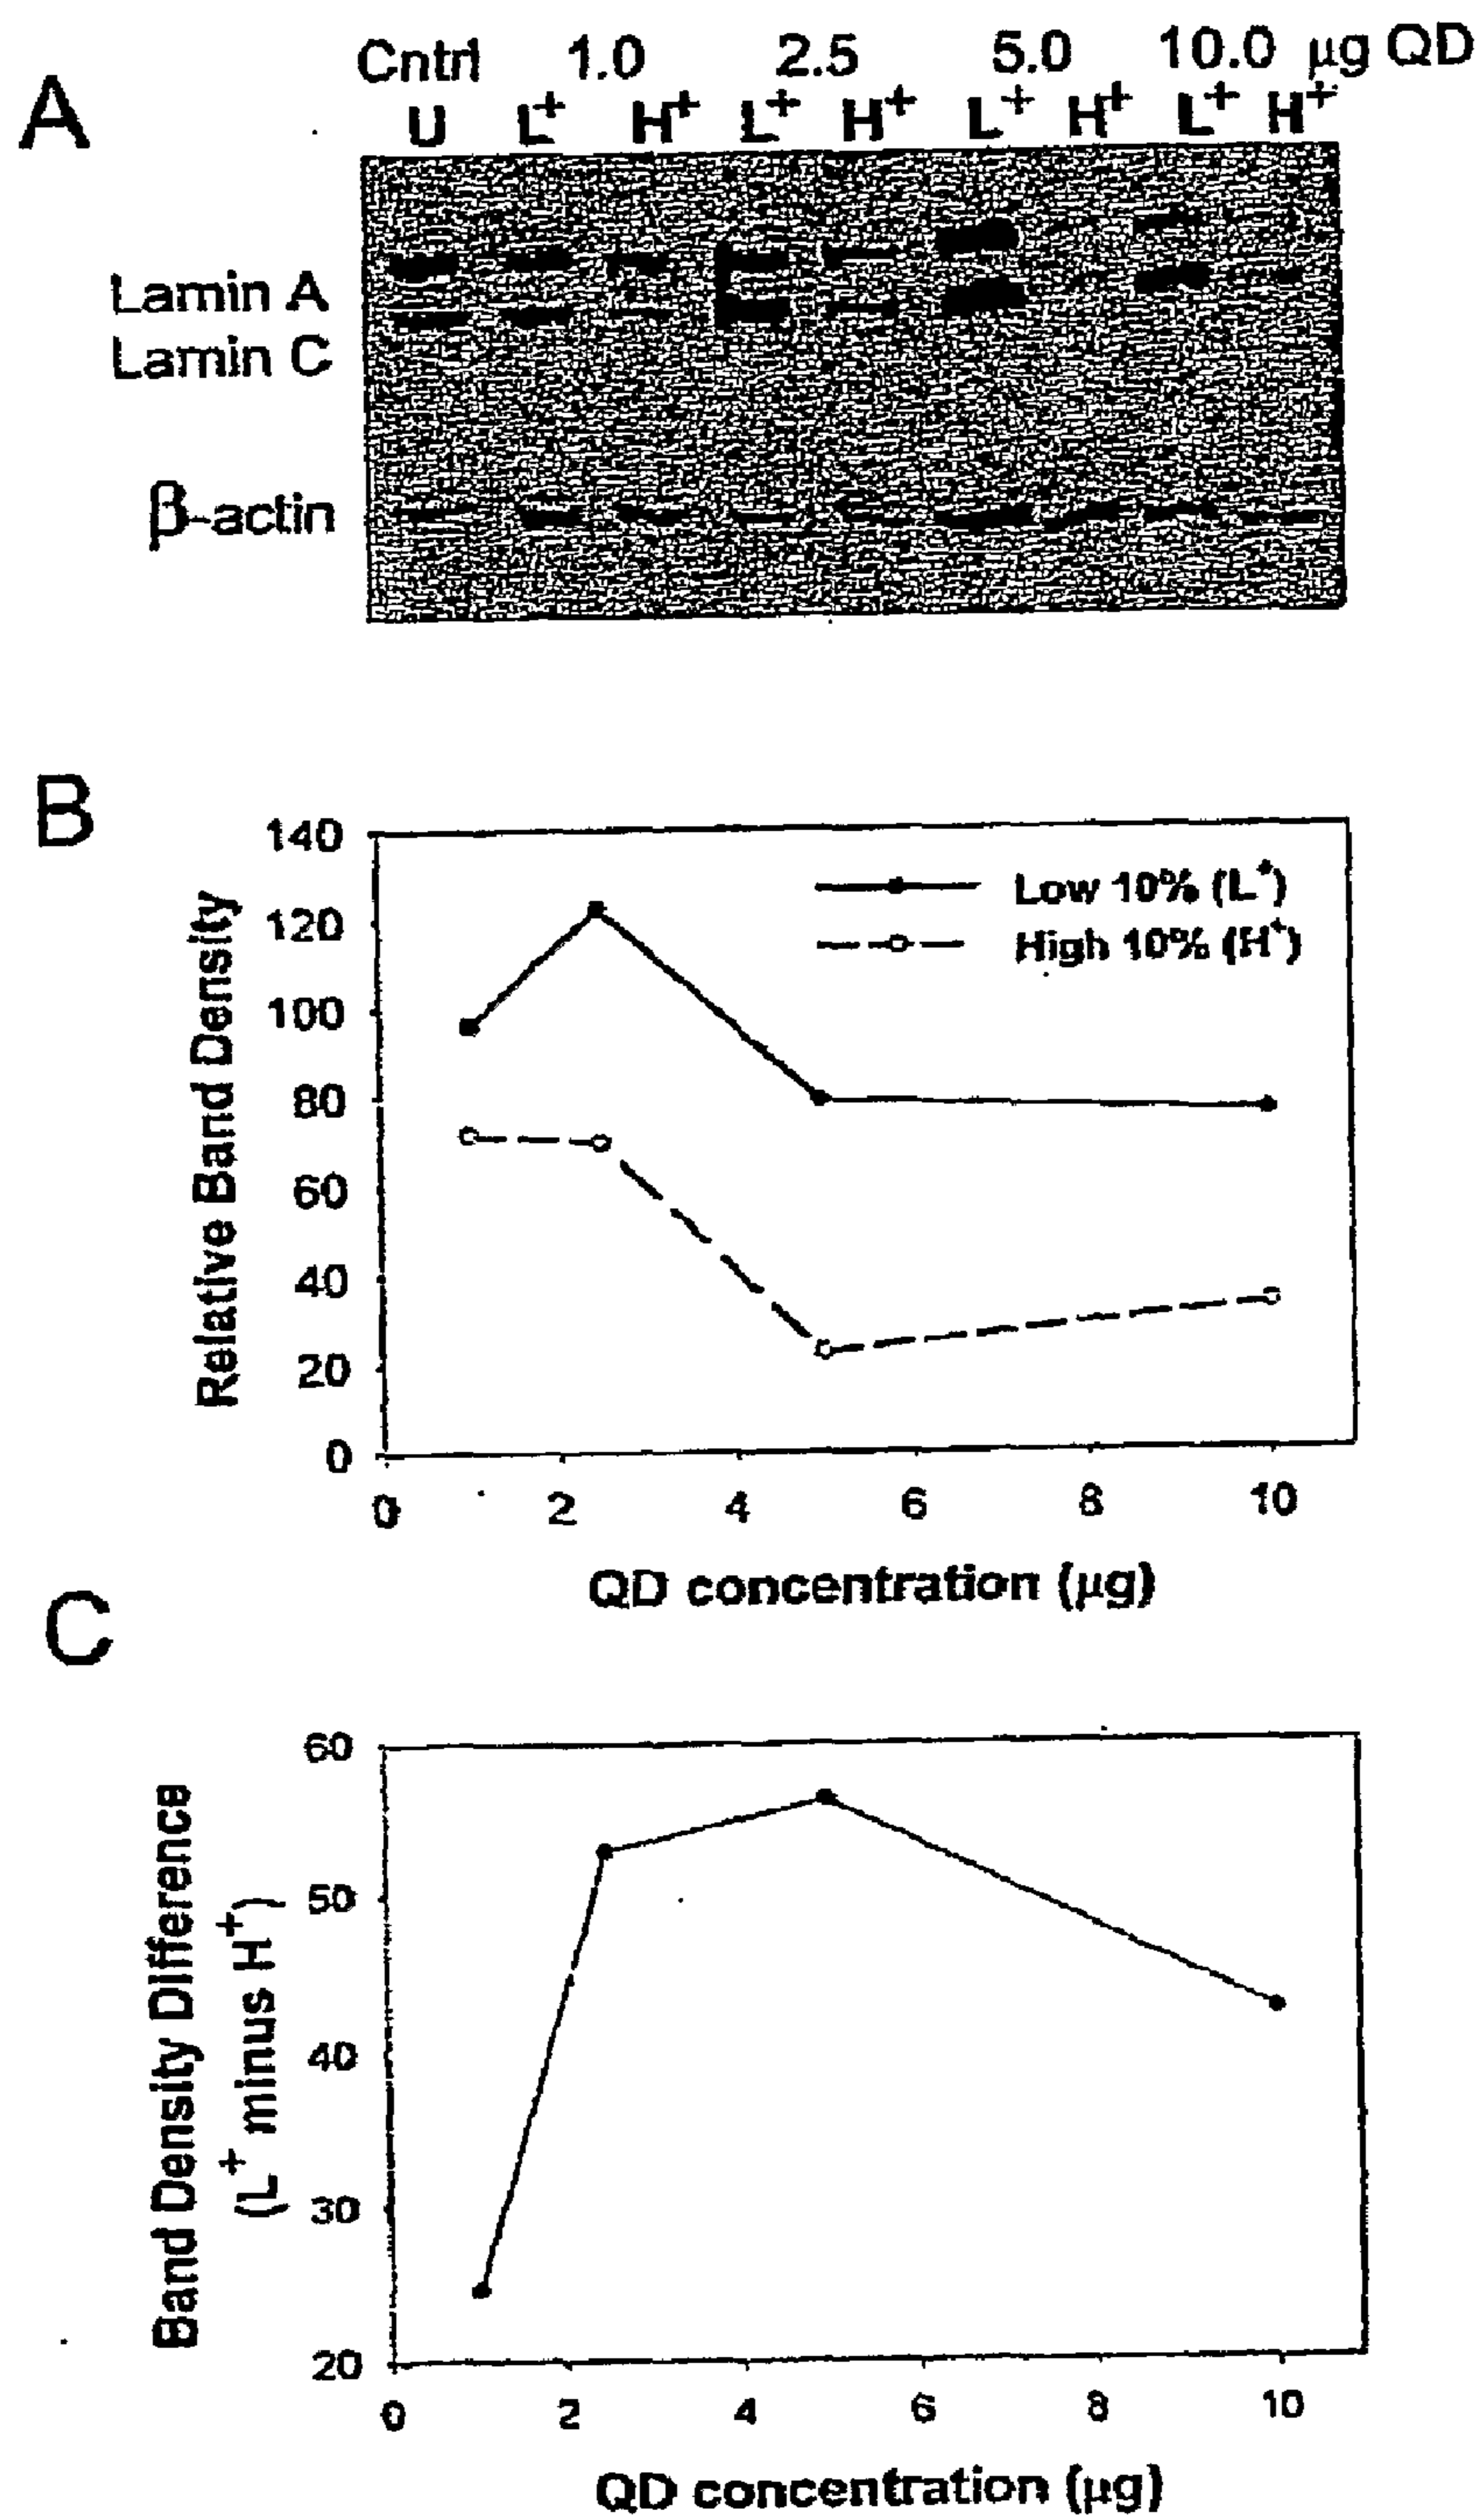 A
Cntrl 1.0 2.5 5.0 10.0 µg QD
U L+ H+ L+ H+ L+ H+ L+ H+
Lamin A
Lamin C
β-actin
B
Relative Band Density
140
120
100
80
60
40
20
0
Low 10% (L+)
High 10% (H+)
0 2 4 6 8 10
QD concentration (µg)
C
Band Density Difference
(L+ minus H+)
60
50
40
30
20
0 2 4 6 8 10
QD concentration (µg)